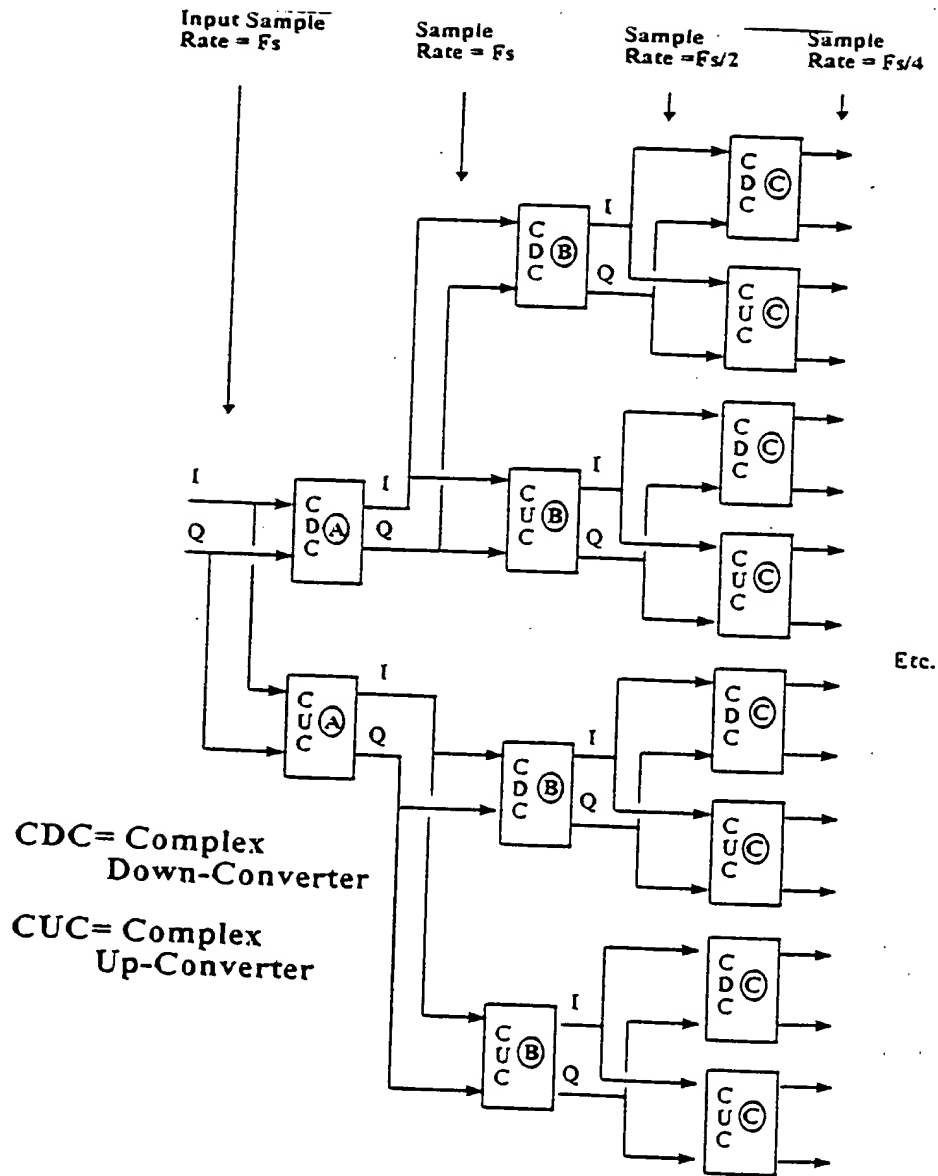 Input Sample
Rate = Fs
Sample
Rate = Fs
Sample
Rate =Fs/2
Sample
Rate = Fs/4
C
D
C
C
I
C
D
C
B
Q
C
U
C
C
C
D
C
C
I
I
C
D
C
A
I
C
U
C
B
Q
Q
Q
C
U
C
C
Etc.
I
C
U
C
A
Q
C
D
C
C
I
C
D
C
B
Q
C
U
C
C
CDC= Complex
Down-Converter
CUC= Complex
Up-Converter
C
D
C
C
I
C
U
C
B
Q
C
U
C
C